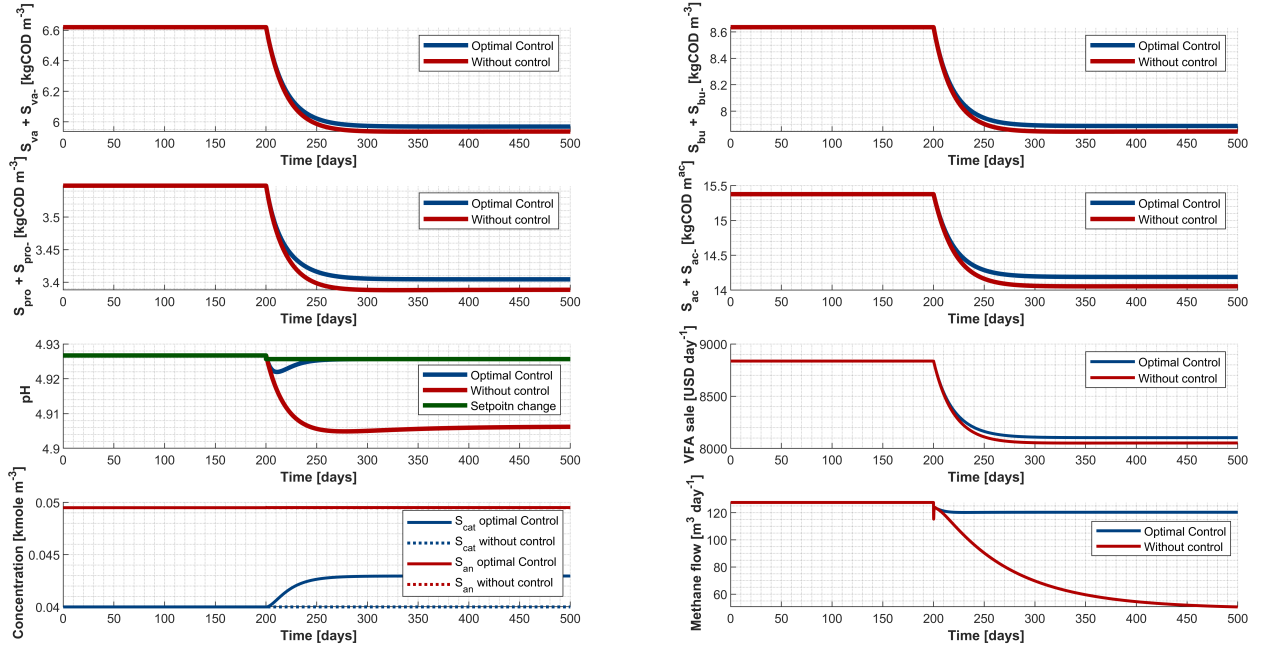 S_va + S_va- [kgCOD m^-3]
6.6
6.4
6.2
6
0 50 100 150 200 250 300 350 400 450 500
Time [days]
Optimal Control
Without control
S_bu + S_bu- [kgCOD m^-3]
8.6
8.4
8.2
8
0 50 100 150 200 250 300 350 400 450 500
Time [days]
Optimal Control
Without control
S_pro + S_pro- [kgCOD m^-3]
3.5
3.45
3.4
0 50 100 150 200 250 300 350 400 450 500
Time [days]
Optimal Control
Without control
S_ac + S_ac- [kgCOD m^ac]
15.5
15
14.5
14
0 50 100 150 200 250 300 350 400 450 500
Time [days]
Optimal Control
Without control
pH
4.93
4.92
4.91
4.9
0 50 100 150 200 250 300 350 400 450 500
Time [days]
Optimal Control
Without control
Setpoitn change
VFA sale [USD day^-1]
9000
8500
8000
0 50 100 150 200 250 300 350 400 450 500
Time [days]
Optimal Control
Without control
Concentration [kmole m^-3]
0.05
0.045
0.04
0 50 100 150 200 250 300 350 400 450 500
Time [days]
S_cat optimal Control
S_cat without control
S_an optimal Control
S_an without control
Methane flow [m^3 day^-1]
120
100
80
60
0 50 100 150 200 250 300 350 400 450 500
Time [days]
Optimal Control
Without control